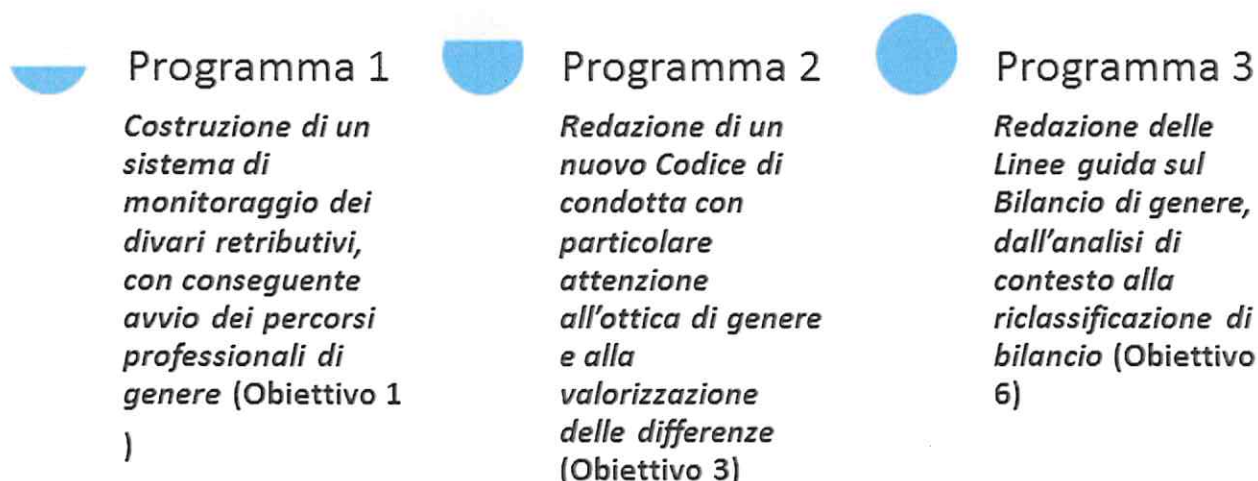 Programma 1
Costruzione di un
sistema di
monitoraggio dei
divari retributivi,
con conseguente
avvio dei percorsi
professionali di
genere (Obiettivo 1
)
Programma 2
Redazione di un
nuovo Codice di
condotta con
particolare
attenzione
all'ottica di genere
e alla
valorizzazione
delle differenze
(Obiettivo 3)
Programma 3
Redazione delle
Linee guida sul
Bilancio di genere,
dall'analisi di
contesto alla
riclassificazione di
bilancio (Obiettivo
6)